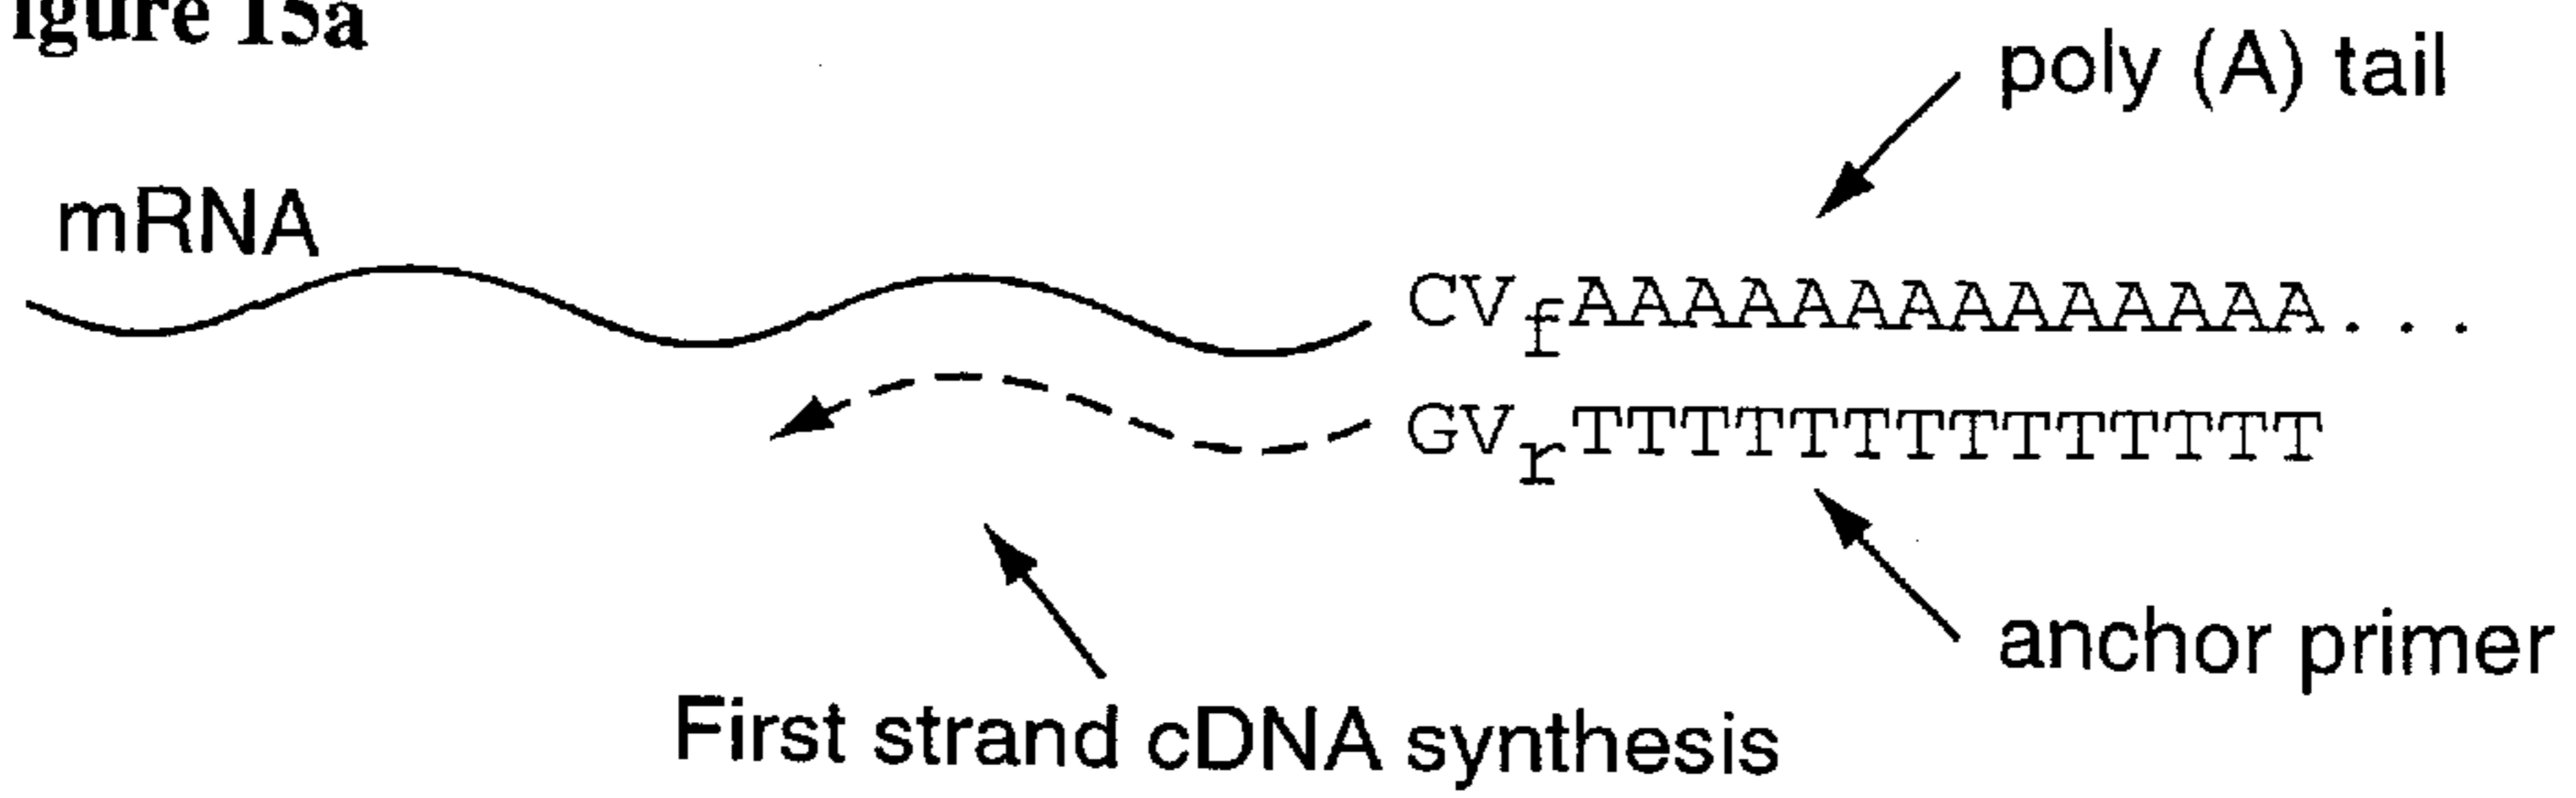 igure 15a
poly (A) tail
mRNA
CVfAAAAAAAAAAAAAA. . .
GVrTTTTTTTTTTTTTT
anchor primer
First strand cDNA synthesis